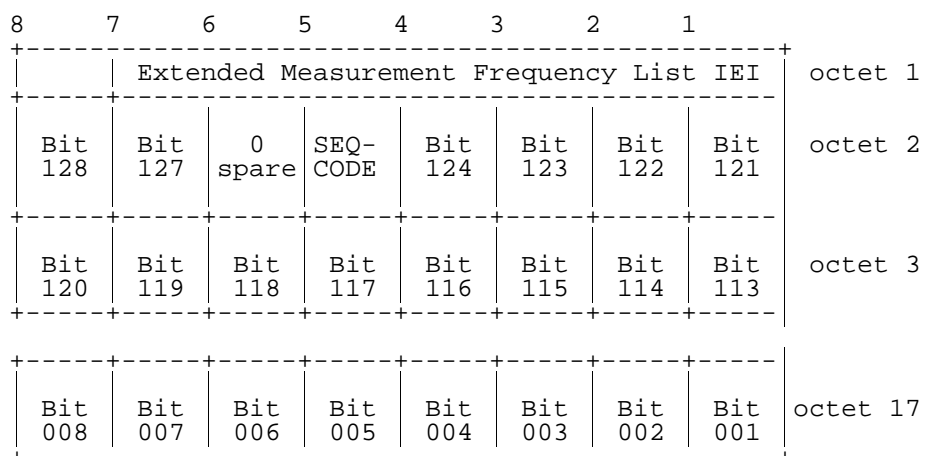 8 7 6 5 4 3 2 1
Extended Measurement Frequency List IEI octet 1
Bit Bit 0 SEQ- Bit Bit Bit Bit octet 2
128 127 spare CODE 124 123 122 121
Bit Bit Bit Bit Bit Bit Bit Bit octet 3
120 119 118 117 116 115 114 113
Bit Bit Bit Bit Bit Bit Bit Bit octet 17
008 007 006 005 004 003 002 001